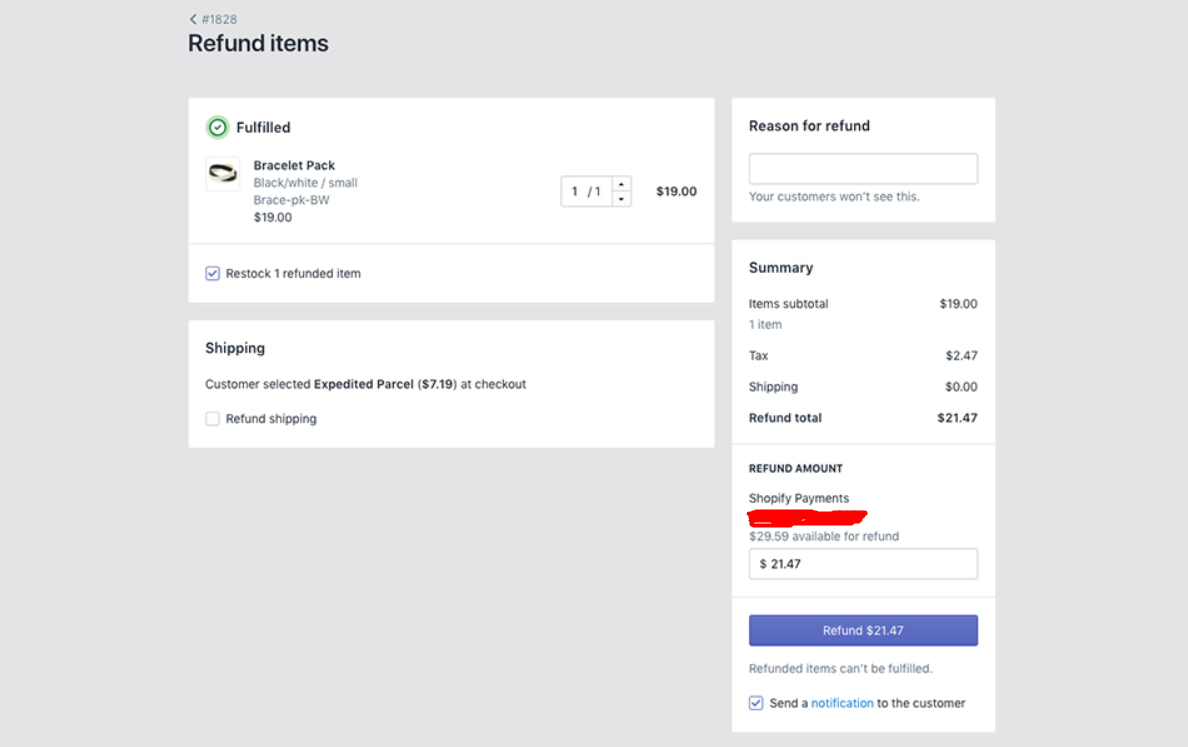 #1828
Refund items
Fulfilled
Bracelet Pack
Black/white / small
Brace-pk-BW
$19.00
1 / 1
$19.00
Restock 1 refunded item
Shipping
Customer selected Expedited Parcel ($7.19) at checkout
Refund shipping
Reason for refund
Your customers won't see this.
Summary
Items subtotal $19.00
1 item
Tax $2.47
Shipping $0.00
Refund total $21.47
REFUND AMOUNT
Shopify Payments
$29.59 available for refund
$ 21.47
Refund $21.47
Refunded items can't be fulfilled.
Send a notification to the customer